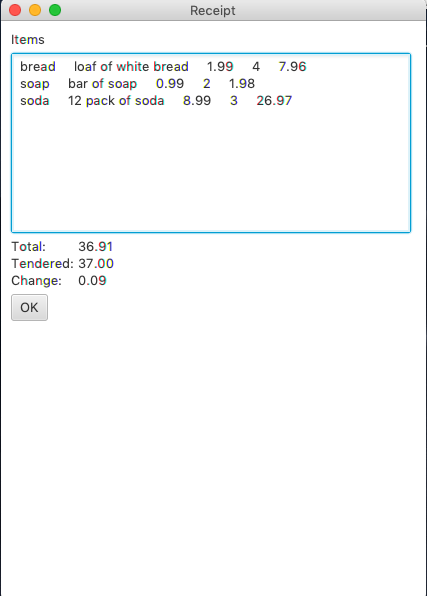 Receipt
Items
bread loaf of white bread 1.99 4 7.96
soap bar of soap 0.99 2 1.98
soda 12 pack of soda 8.99 3 26.97
Total: 36.91
Tendered: 37.00
Change: 0.09
OK